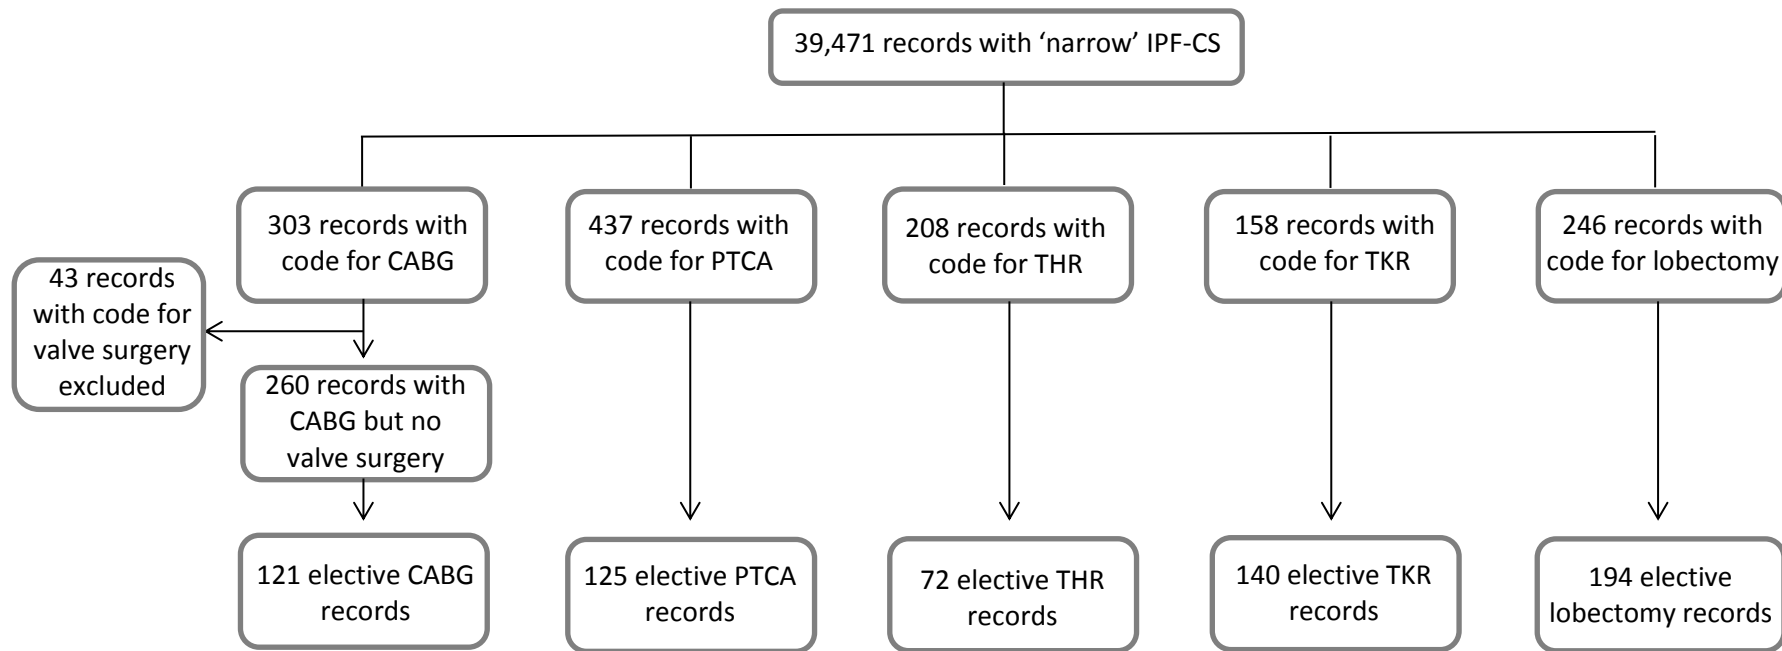 39,471 records with ‘narrow’ IPF-CS
303 records with
code for CABG
437 records with
code for PTCA
208 records with
code for THR
158 records with
code for TKR
246 records with
code for lobectomy
43 records
with code for
valve surgery
excluded
260 records with
CABG but no
valve surgery
121 elective CABG
records
125 elective PTCA
records
72 elective THR
records
140 elective TKR
records
194 elective
lobectomy records